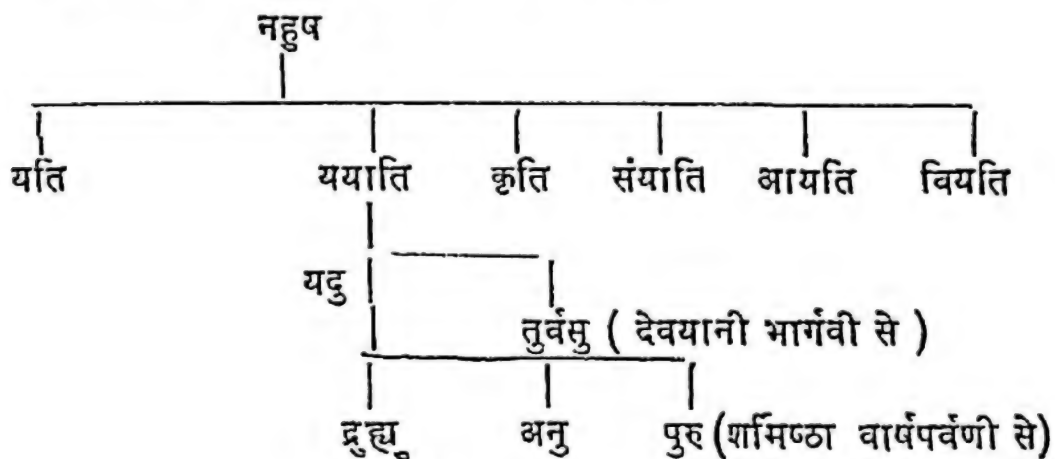 नहुष
यति ययाति कृति संयाति आयति वियति
यदु
तुर्वसु ( देवयानी भार्गवी से )
द्रुह्यु अनु पुरु (शर्मिष्ठा वार्षपर्वणी से)